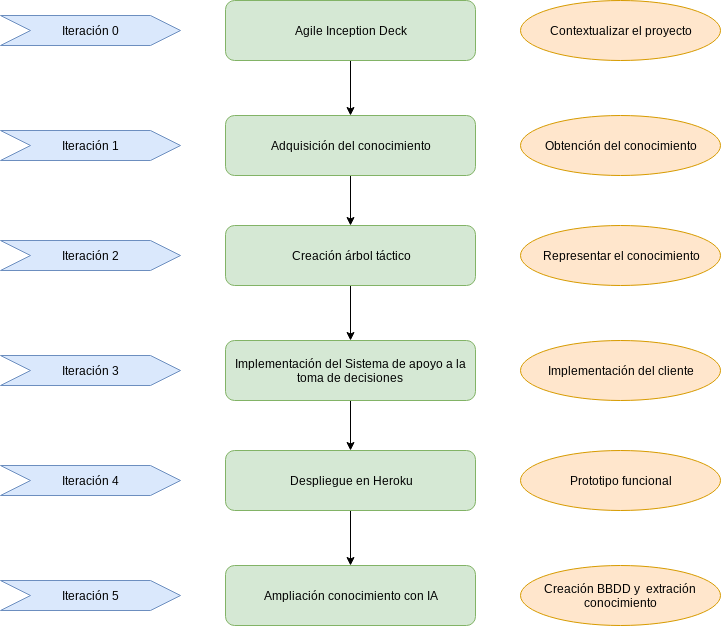 Iteración 0
Agile Inception Deck
Contextualizar el proyecto
Iteración 1
Adquisición del conocimiento
Obtención del conocimiento
Iteración 2
Creación árbol táctico
Representar el conocimiento
Iteración 3
Implementación del Sistema de apoyo a la
toma de decisiones
Implementación del cliente
Iteración 4
Despliegue en Heroku
Prototipo funcional
Iteración 5
Ampliación conocimiento con IA
Creación BBDD y extración
conocimiento